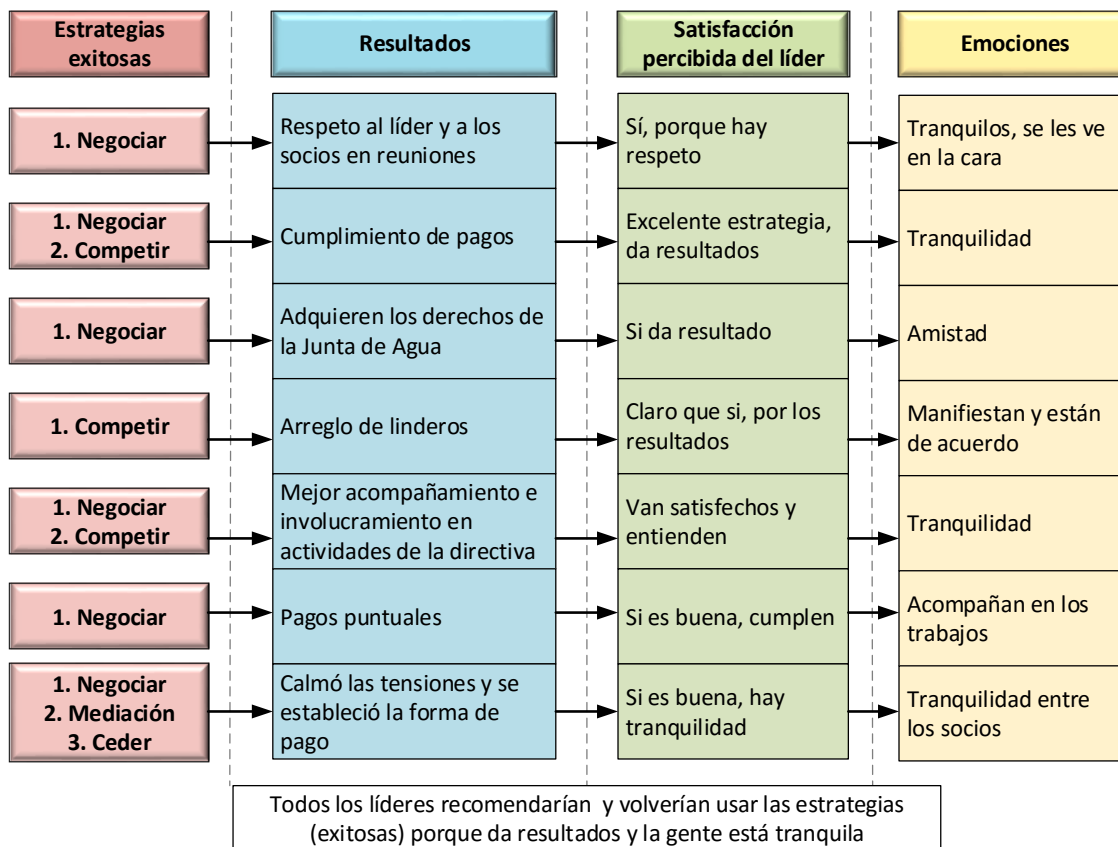 Estrategias
exitosas
Resultados
Satisfacción
percibida del líder
Emociones
1. Negociar
Respeto al líder y a los
socios en reuniones
Sí, porque hay
respeto
Tranquilos, se les ve
en la cara
1. Negociar
2. Competir
Cumplimiento de pagos
Excelente estrategia,
da resultados
Tranquilidad
1. Negociar
Adquieren los derechos de
la Junta de Agua
Si da resultado
Amistad
1. Competir
Arreglo de linderos
Claro que si, por los
resultados
Manifiestan y están
de acuerdo
1. Negociar
2. Competir
Mejor acompañamiento e
involucramiento en
actividades de la directiva
Van satisfechos y
entienden
Tranquilidad
1. Negociar
Pagos puntuales
Si es buena, cumplen
Acompañan en los
trabajos
1. Negociar
2. Mediación
3. Ceder
Calmó las tensiones y se
estableció la forma de
pago
Si es buena, hay
tranquilidad
Tranquilidad entre
los socios
Todos los líderes recomendarían y volverían usar las estrategias
(exitosas) porque da resultados y la gente está tranquila